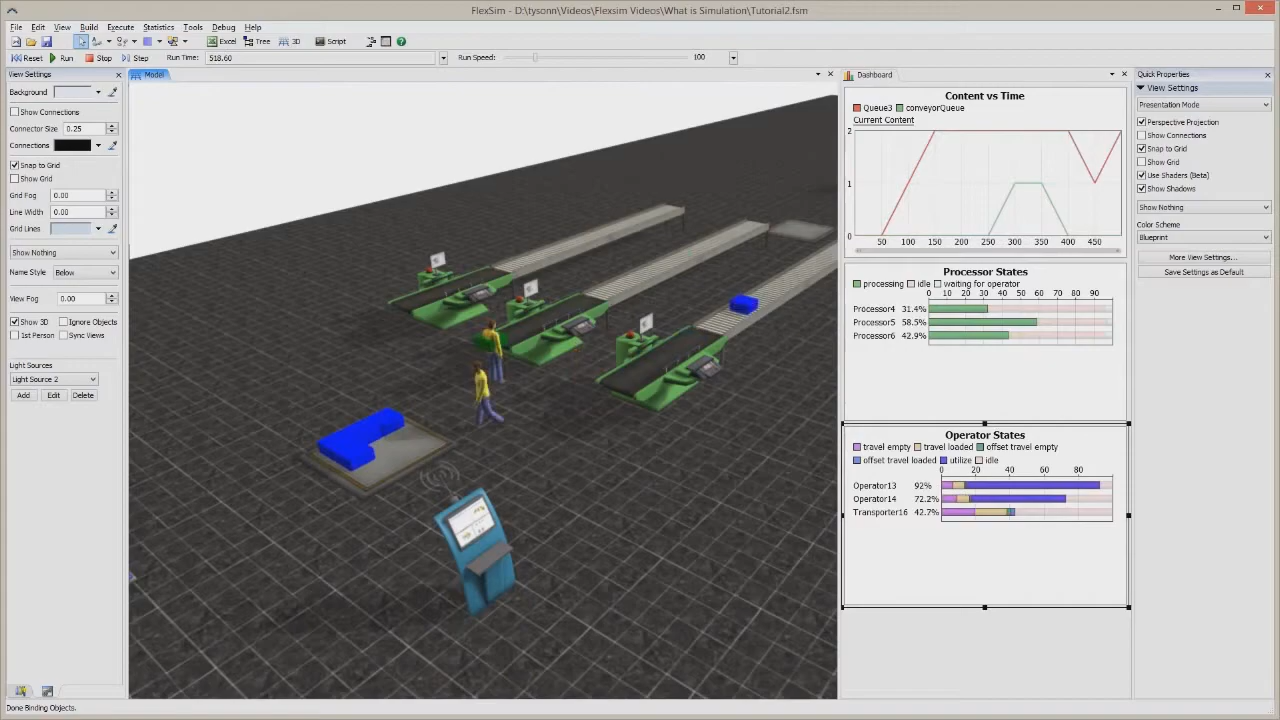 FlexSim - D:\tysonn\Videos\Flexsim Videos\What is Simulation\Tutorial2.fsm
File Edit View Build Execute Statistics Tools Debug Help
Excel Tree 3D Script
Reset Run Stop Step Run Time: 518.60 Run Speed: 100
View Settings
Background
Show Connections
Connector Size 0.25
Connections
Snap to Grid
Show Grid
Grid Fog 0.00
Line Width 0.00
Grid Lines
Show Nothing
Name Style Below
View Fog 0.00
Show 3D Ignore Objects
1st Person Sync Views
Light Sources
Light Source 2
Add Edit Delete
Model
Dashboard
Content vs Time
Queue3 conveyorQueue
Current Content
2
1
0
50 100 150 200 250 300 350 400 450
Processor States
processing idle waiting for operator
0 10 20 30 40 50 60 70 80 90
Processor4 31.4%
Processor5 58.5%
Processor6 42.9%
Operator States
travel empty travel loaded offset travel empty
offset travel loaded utilize idle
0 20 40 60 80
Operator13 92%
Operator14 72.2%
Transporter16 42.7%
Quick Properties
View Settings
Presentation Mode
Perspective Projection
Show Connections
Snap to Grid
Show Grid
Use Shaders (Beta)
Show Shadows
Show Nothing
Color Scheme
Blueprint
More View Settings...
Save Settings as Default
Done Binding Objects.